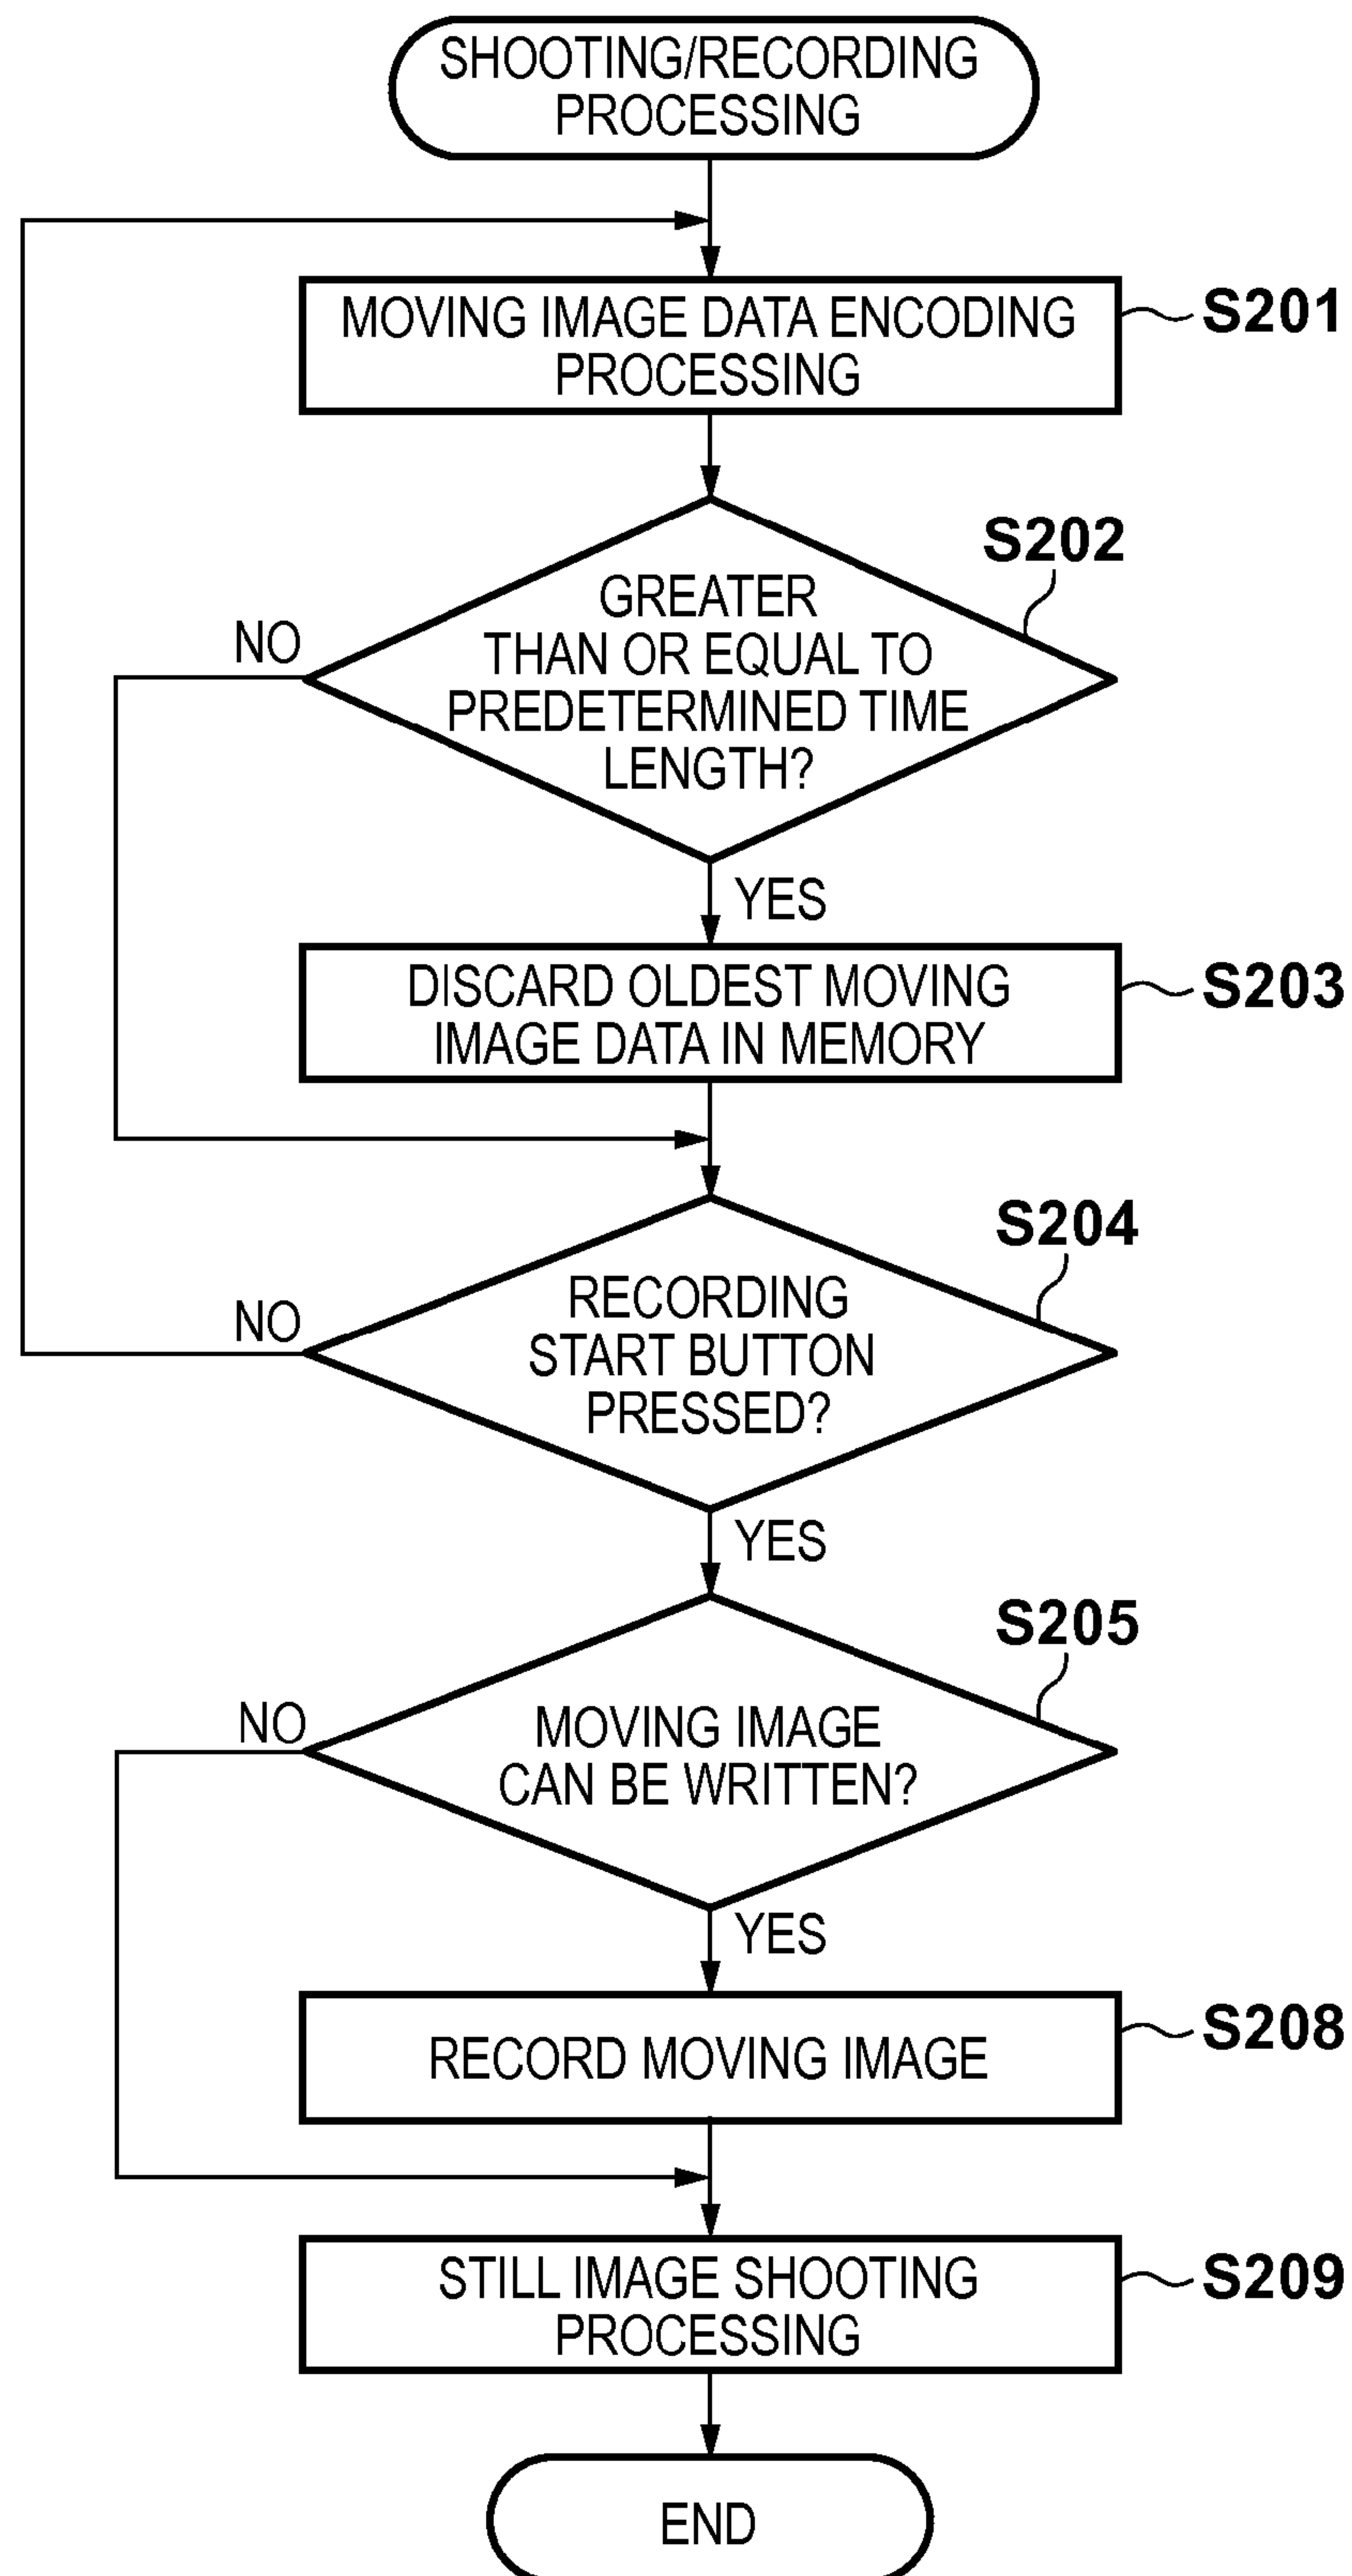 SHOOTING/RECORDING
PROCESSING
MOVING IMAGE DATA ENCODING
PROCESSING
S201
S202
GREATER
THAN OR EQUAL TO
PREDETERMINED TIME
LENGTH?
NO
YES
DISCARD OLDEST MOVING
IMAGE DATA IN MEMORY
S203
S204
RECORDING
START BUTTON
PRESSED?
NO
YES
S205
MOVING IMAGE
CAN BE WRITTEN?
NO
YES
RECORD MOVING IMAGE
S208
STILL IMAGE SHOOTING
PROCESSING
S209
END